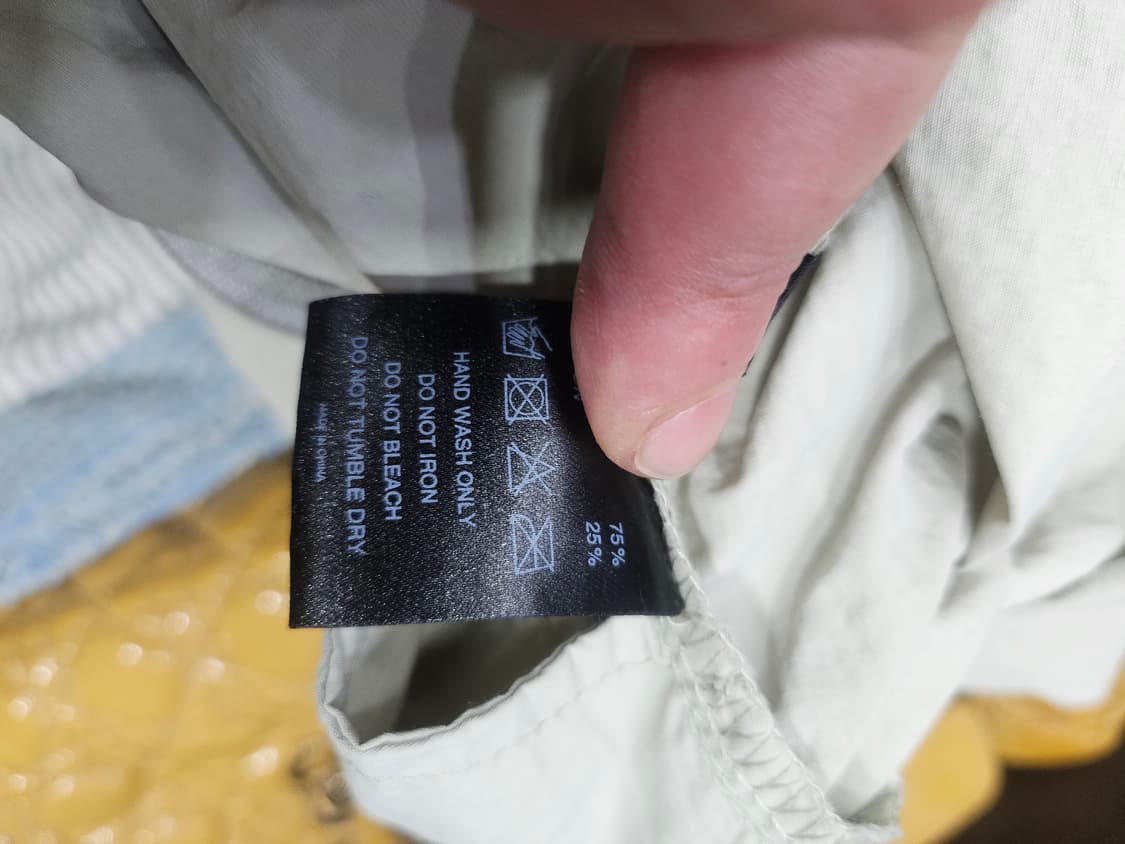 75%
25%
HAND WASH ONLY
DO NOT IRON
DO NOT BLEACH
DO NOT TUMBLE DRY
MADE IN CHINA